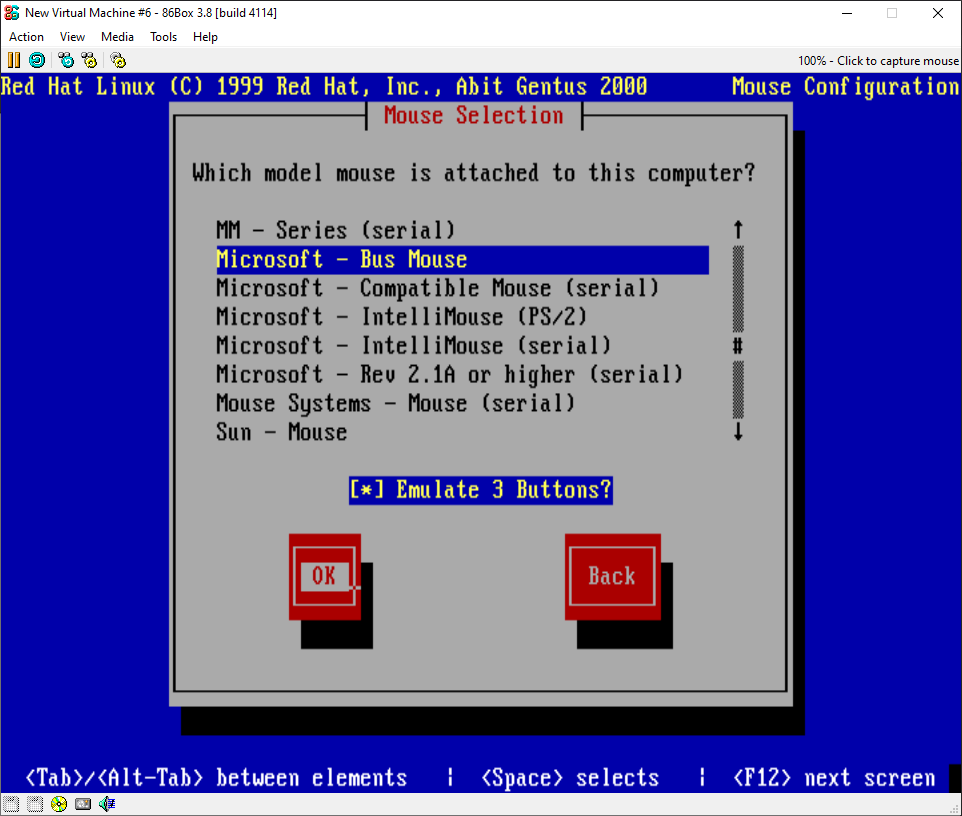 New Virtual Machine #6 - 86Box 3.8 [build 4114]
Action View Media Tools Help
100% - Click to capture mouse
Red Hat Linux (C) 1999 Red Hat, Inc., Abit Gentus 2000 Mouse Configuration
Mouse Selection
Which model mouse is attached to this computer?
MM - Series (serial)
Microsoft - Bus Mouse
Microsoft - Compatible Mouse (serial)
Microsoft - IntelliMouse (PS/2)
Microsoft - IntelliMouse (serial)
Microsoft - Rev 2.1A or higher (serial)
Mouse Systems - Mouse (serial)
Sun - Mouse
[*] Emulate 3 Buttons?
OK Back
<Tab>/<Alt-Tab> between elements | <Space> selects | <F12> next screen